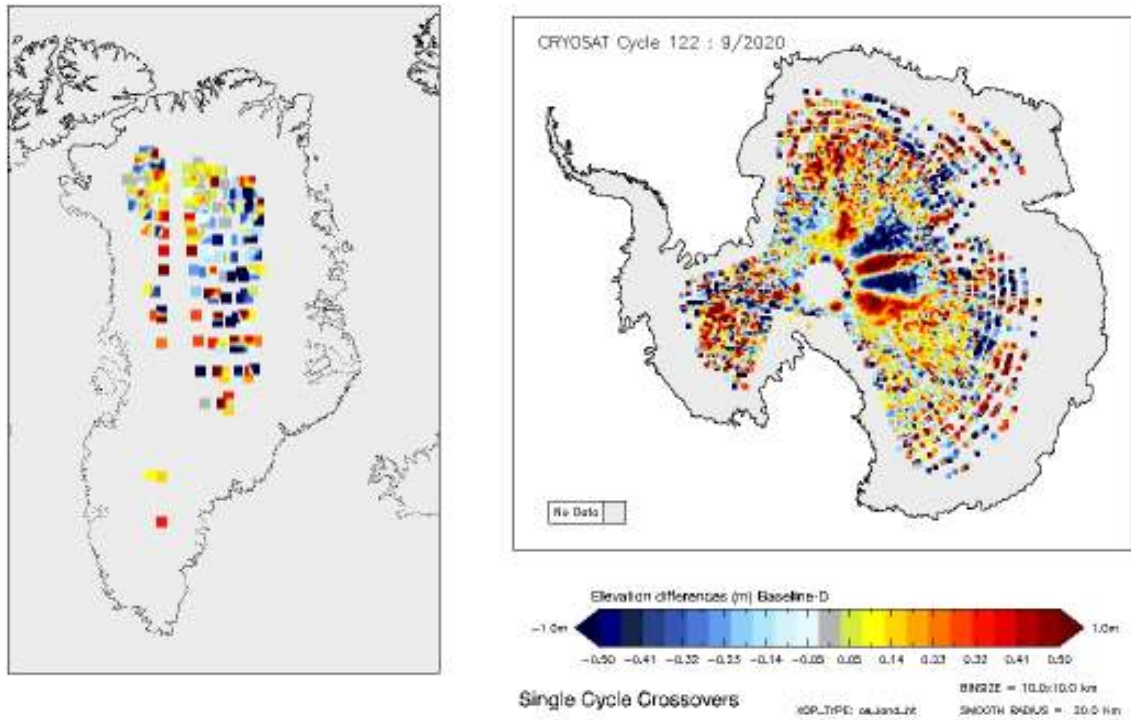 CRYOSAT Cycle 122 : 9/2020
No Data
Elevation differences (m) Baseline-D
-1.0m
1.0m
-0.50 -0.41 -0.32 -0.23 -0.14 -0.05 0.05 0.14 0.23 0.32 0.41 0.50
Single Cycle Crossovers
BINSIZE = 10.0x10.0 km
SMOOTH RADIUS = 20.0 Km